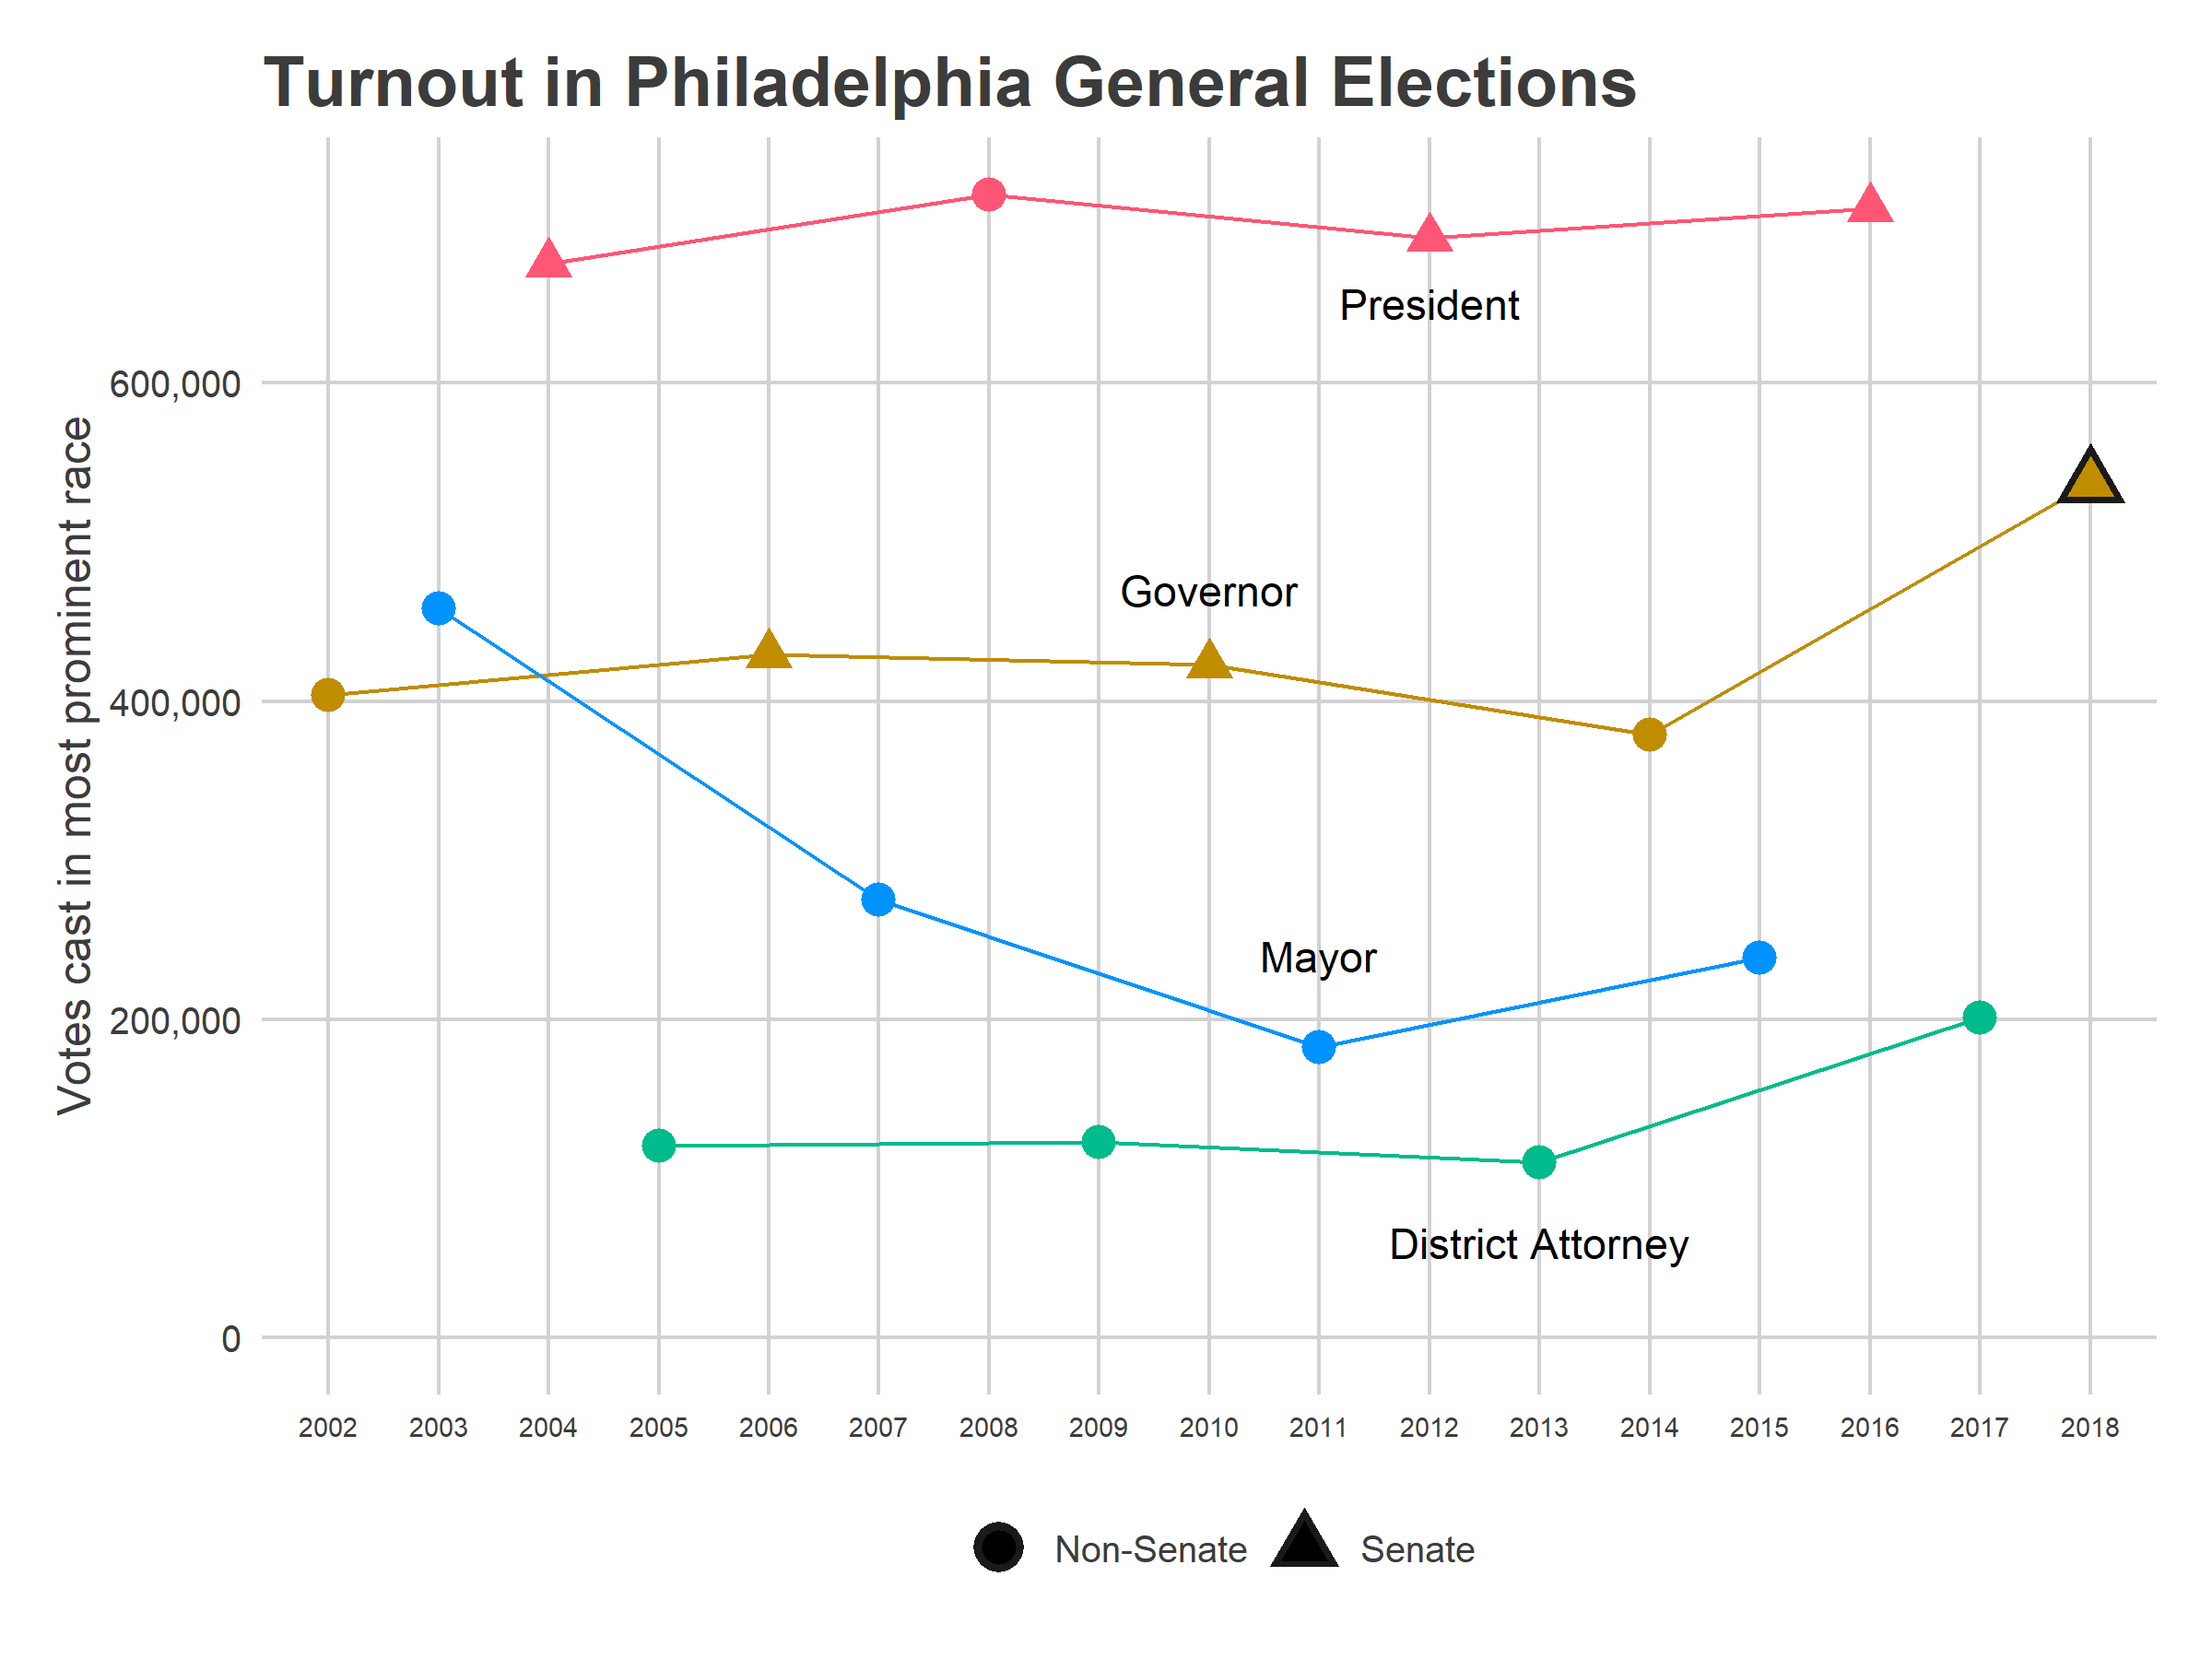 Turnout in Philadelphia General Elections
Votes cast in most prominent race
600,000
400,000
200,000
0
President
Governor
Mayor
District Attorney
2002 2003 2004 2005 2006 2007 2008 2009 2010 2011 2012 2013 2014 2015 2016 2017 2018
Non-Senate Senate